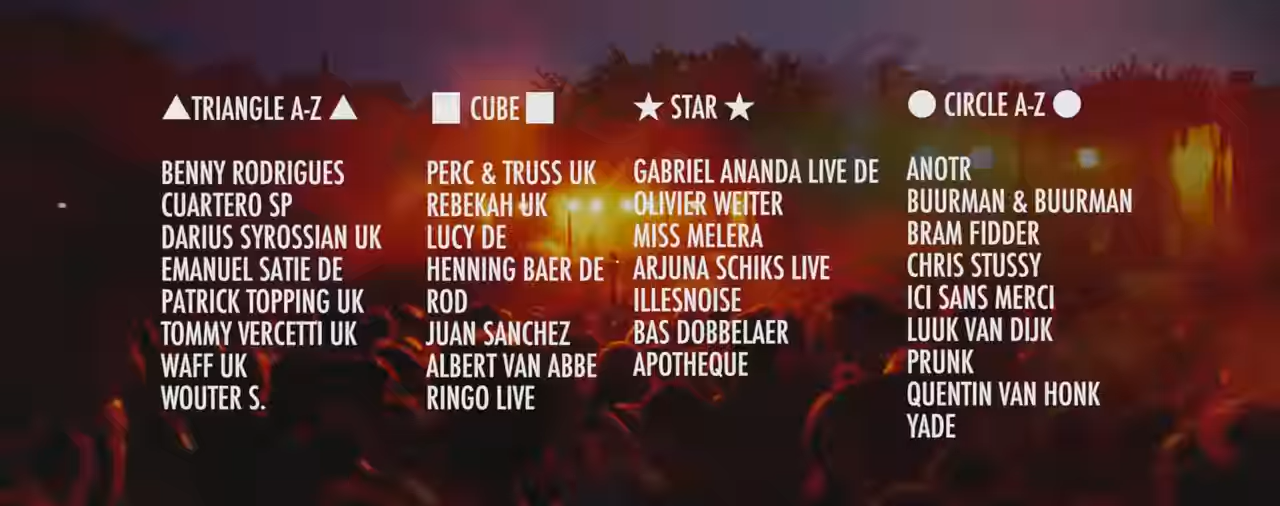 TRIANGLE A-Z
BENNY RODRIGUES
CUARTERO SP
DARIUS SYROSSIAN UK
EMANUEL SATIE DE
PATRICK TOPPING UK
TOMMY VERCETTI UK
WAFF UK
WOUTER S.
CUBE
PERC & TRUSS UK
REBEKAH UK
LUCY DE
HENNING BAER DE
ROD
JUAN SANCHEZ
ALBERT VAN ABBE
RINGO LIVE
STAR
GABRIEL ANANDA LIVE DE
OLIVIER WEITER
MISS MELERA
ARJUNA SCHIKS LIVE
ILLESNOISE
BAS DOBBELAER
APOTHEQUE
CIRCLE A-Z
ANOTR
BUURMAN & BUURMAN
BRAM FIDDER
CHRIS STUSSY
ICI SANS MERCI
LUUK VAN DIJK
PRUNK
QUENTIN VAN HONK
YADE